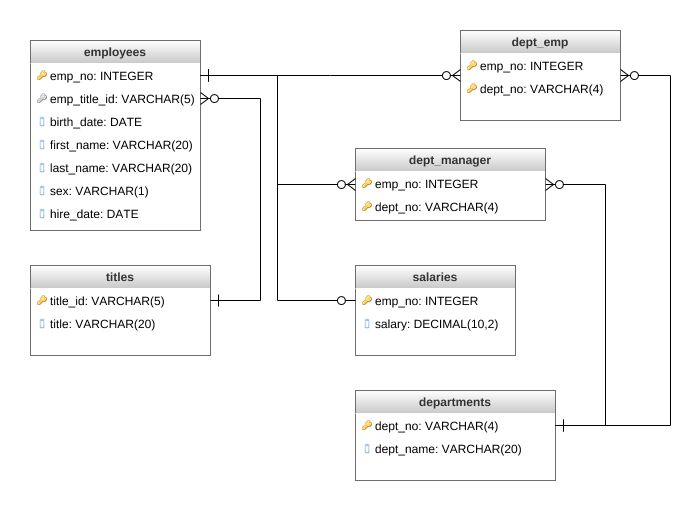 employees
emp_no: INTEGER
emp_title_id: VARCHAR(5)
birth_date: DATE
first_name: VARCHAR(20)
last_name: VARCHAR(20)
sex: VARCHAR(1)
hire_date: DATE
dept_emp
emp_no: INTEGER
dept_no: VARCHAR(4)
dept_manager
emp_no: INTEGER
dept_no: VARCHAR(4)
titles
title_id: VARCHAR(5)
title: VARCHAR(20)
salaries
emp_no: INTEGER
salary: DECIMAL(10,2)
departments
dept_no: VARCHAR(4)
dept_name: VARCHAR(20)